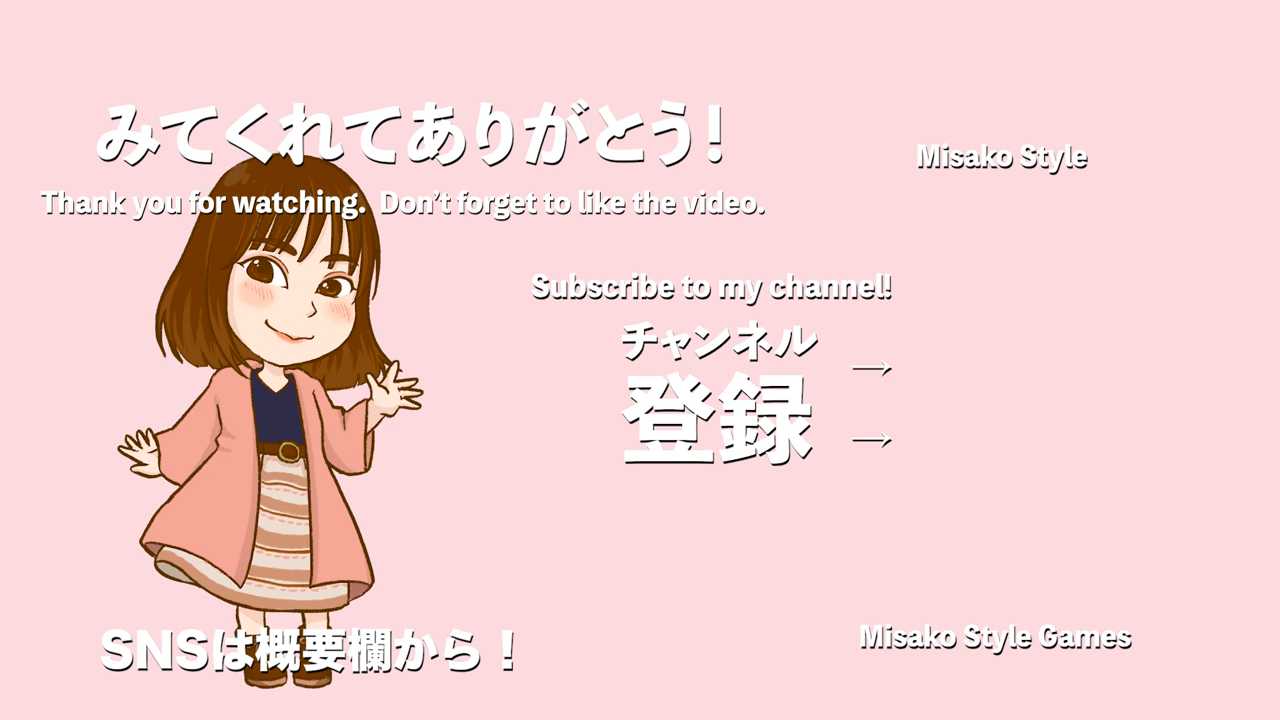 みてくれてありがとう!
Thank you for watching. Don't forget to like the video.
Misako Style
Subscribe to my channel!
チャンネル
登録
→
→
SNSは概要欄から！
Misako Style Games